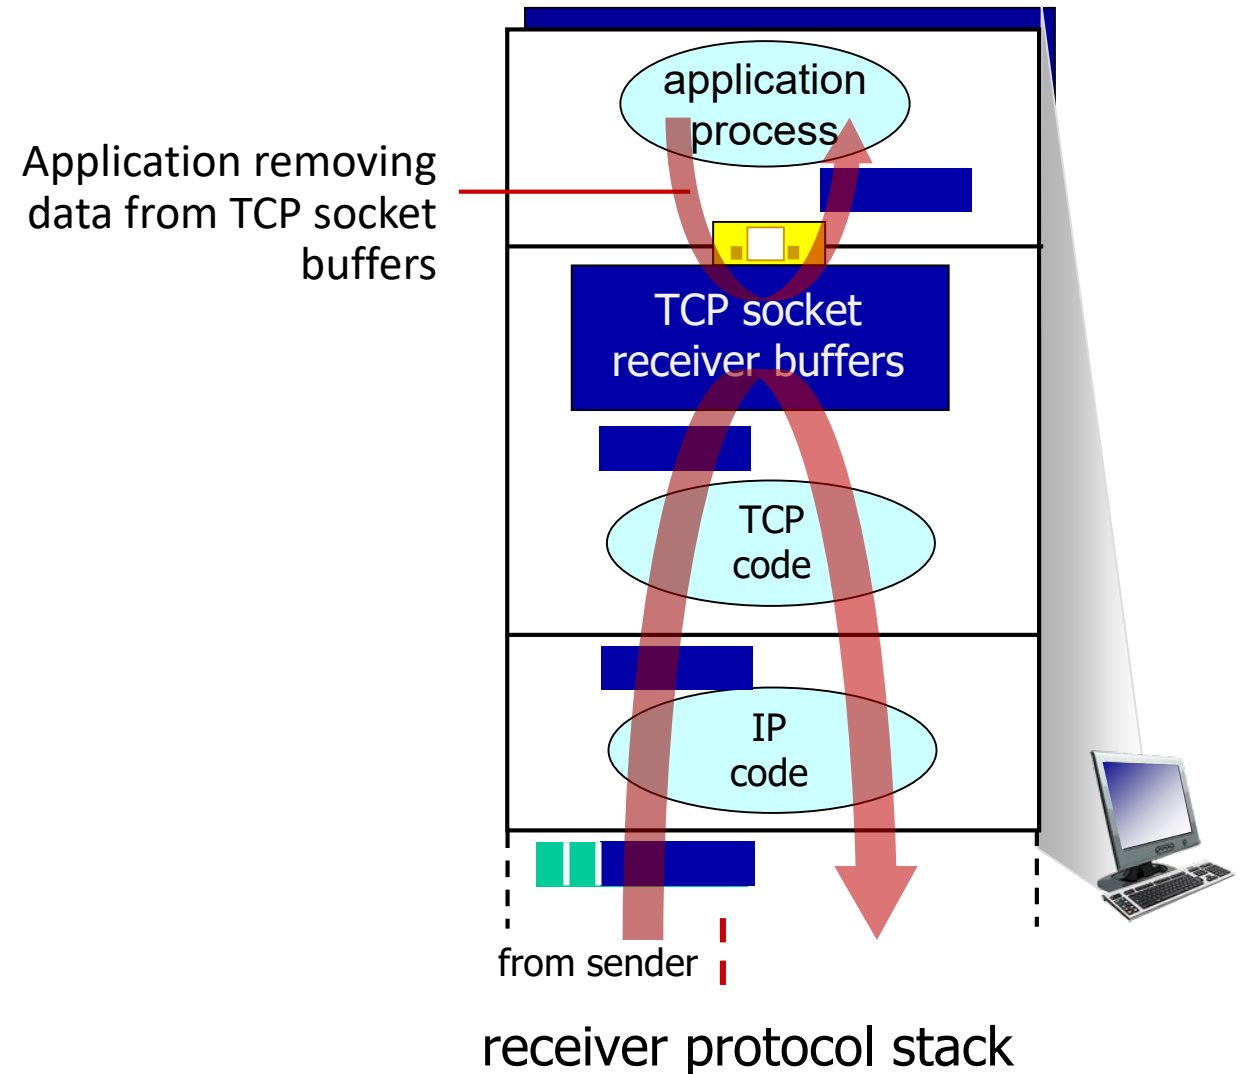 application
process
Application removing
data from TCP socket
buffers
TCP socket
receiver buffers
TCP
code
IP
code
from sender
receiver protocol stack